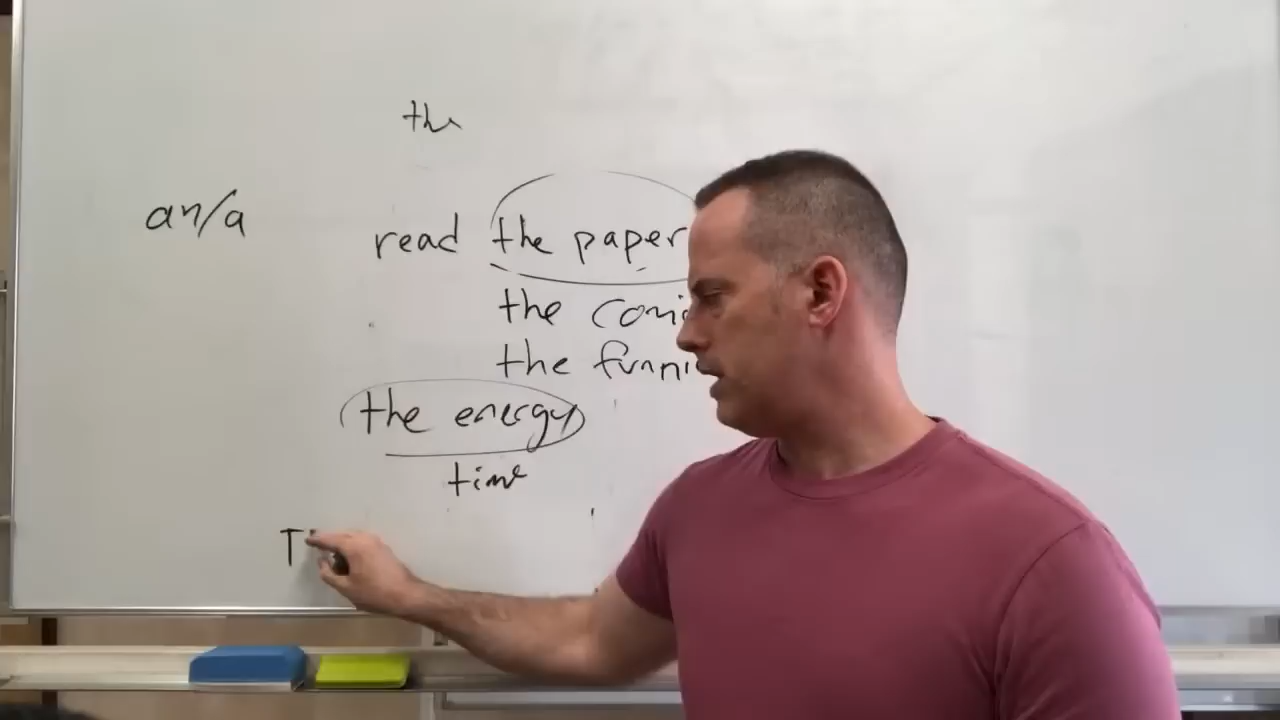 the
an/a
read the paper
the
the
the energy
time
T